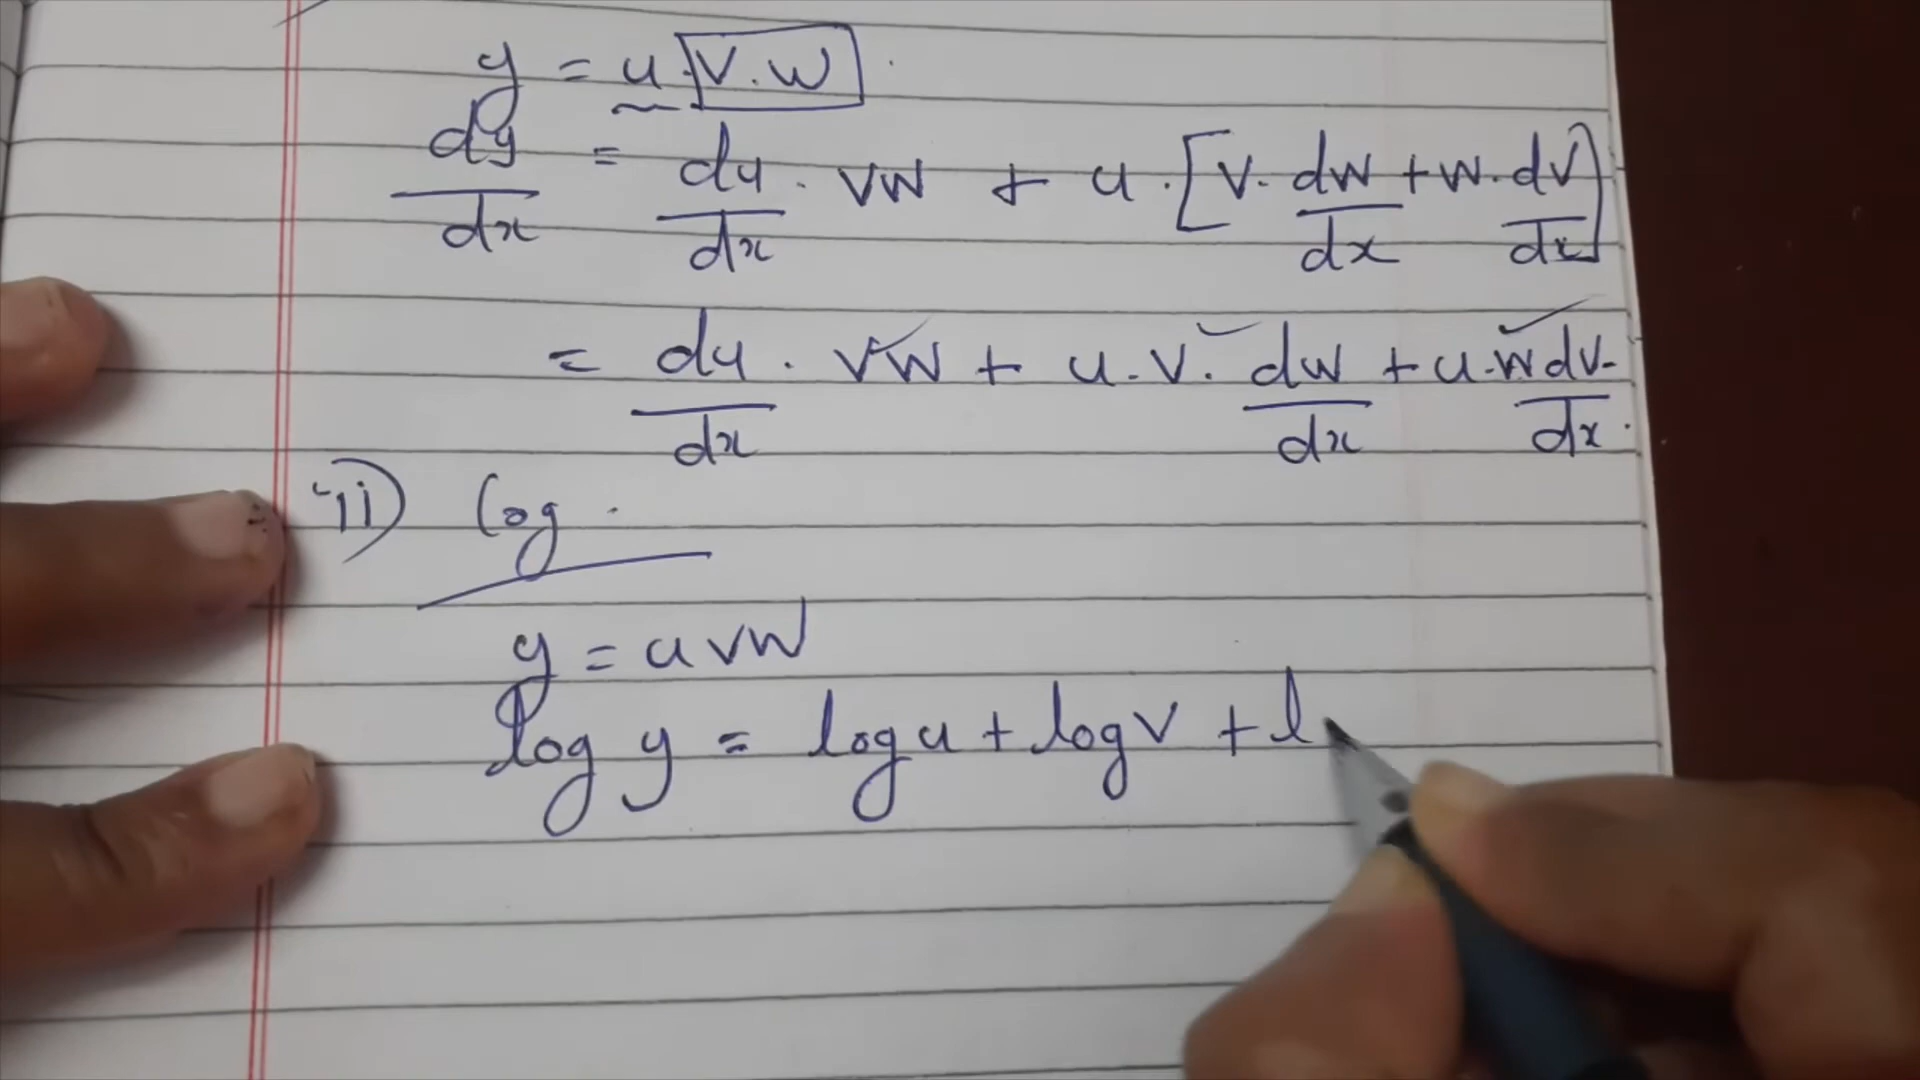 y = u.v.w
dy/dx = du/dx . vw + u.[v. dw/dx + w. dv/dx]
= du/dx . vw + u.v. dw/dx + u.w dv/dx.
ii) log.
y = uvw
log y = log u + log v + l